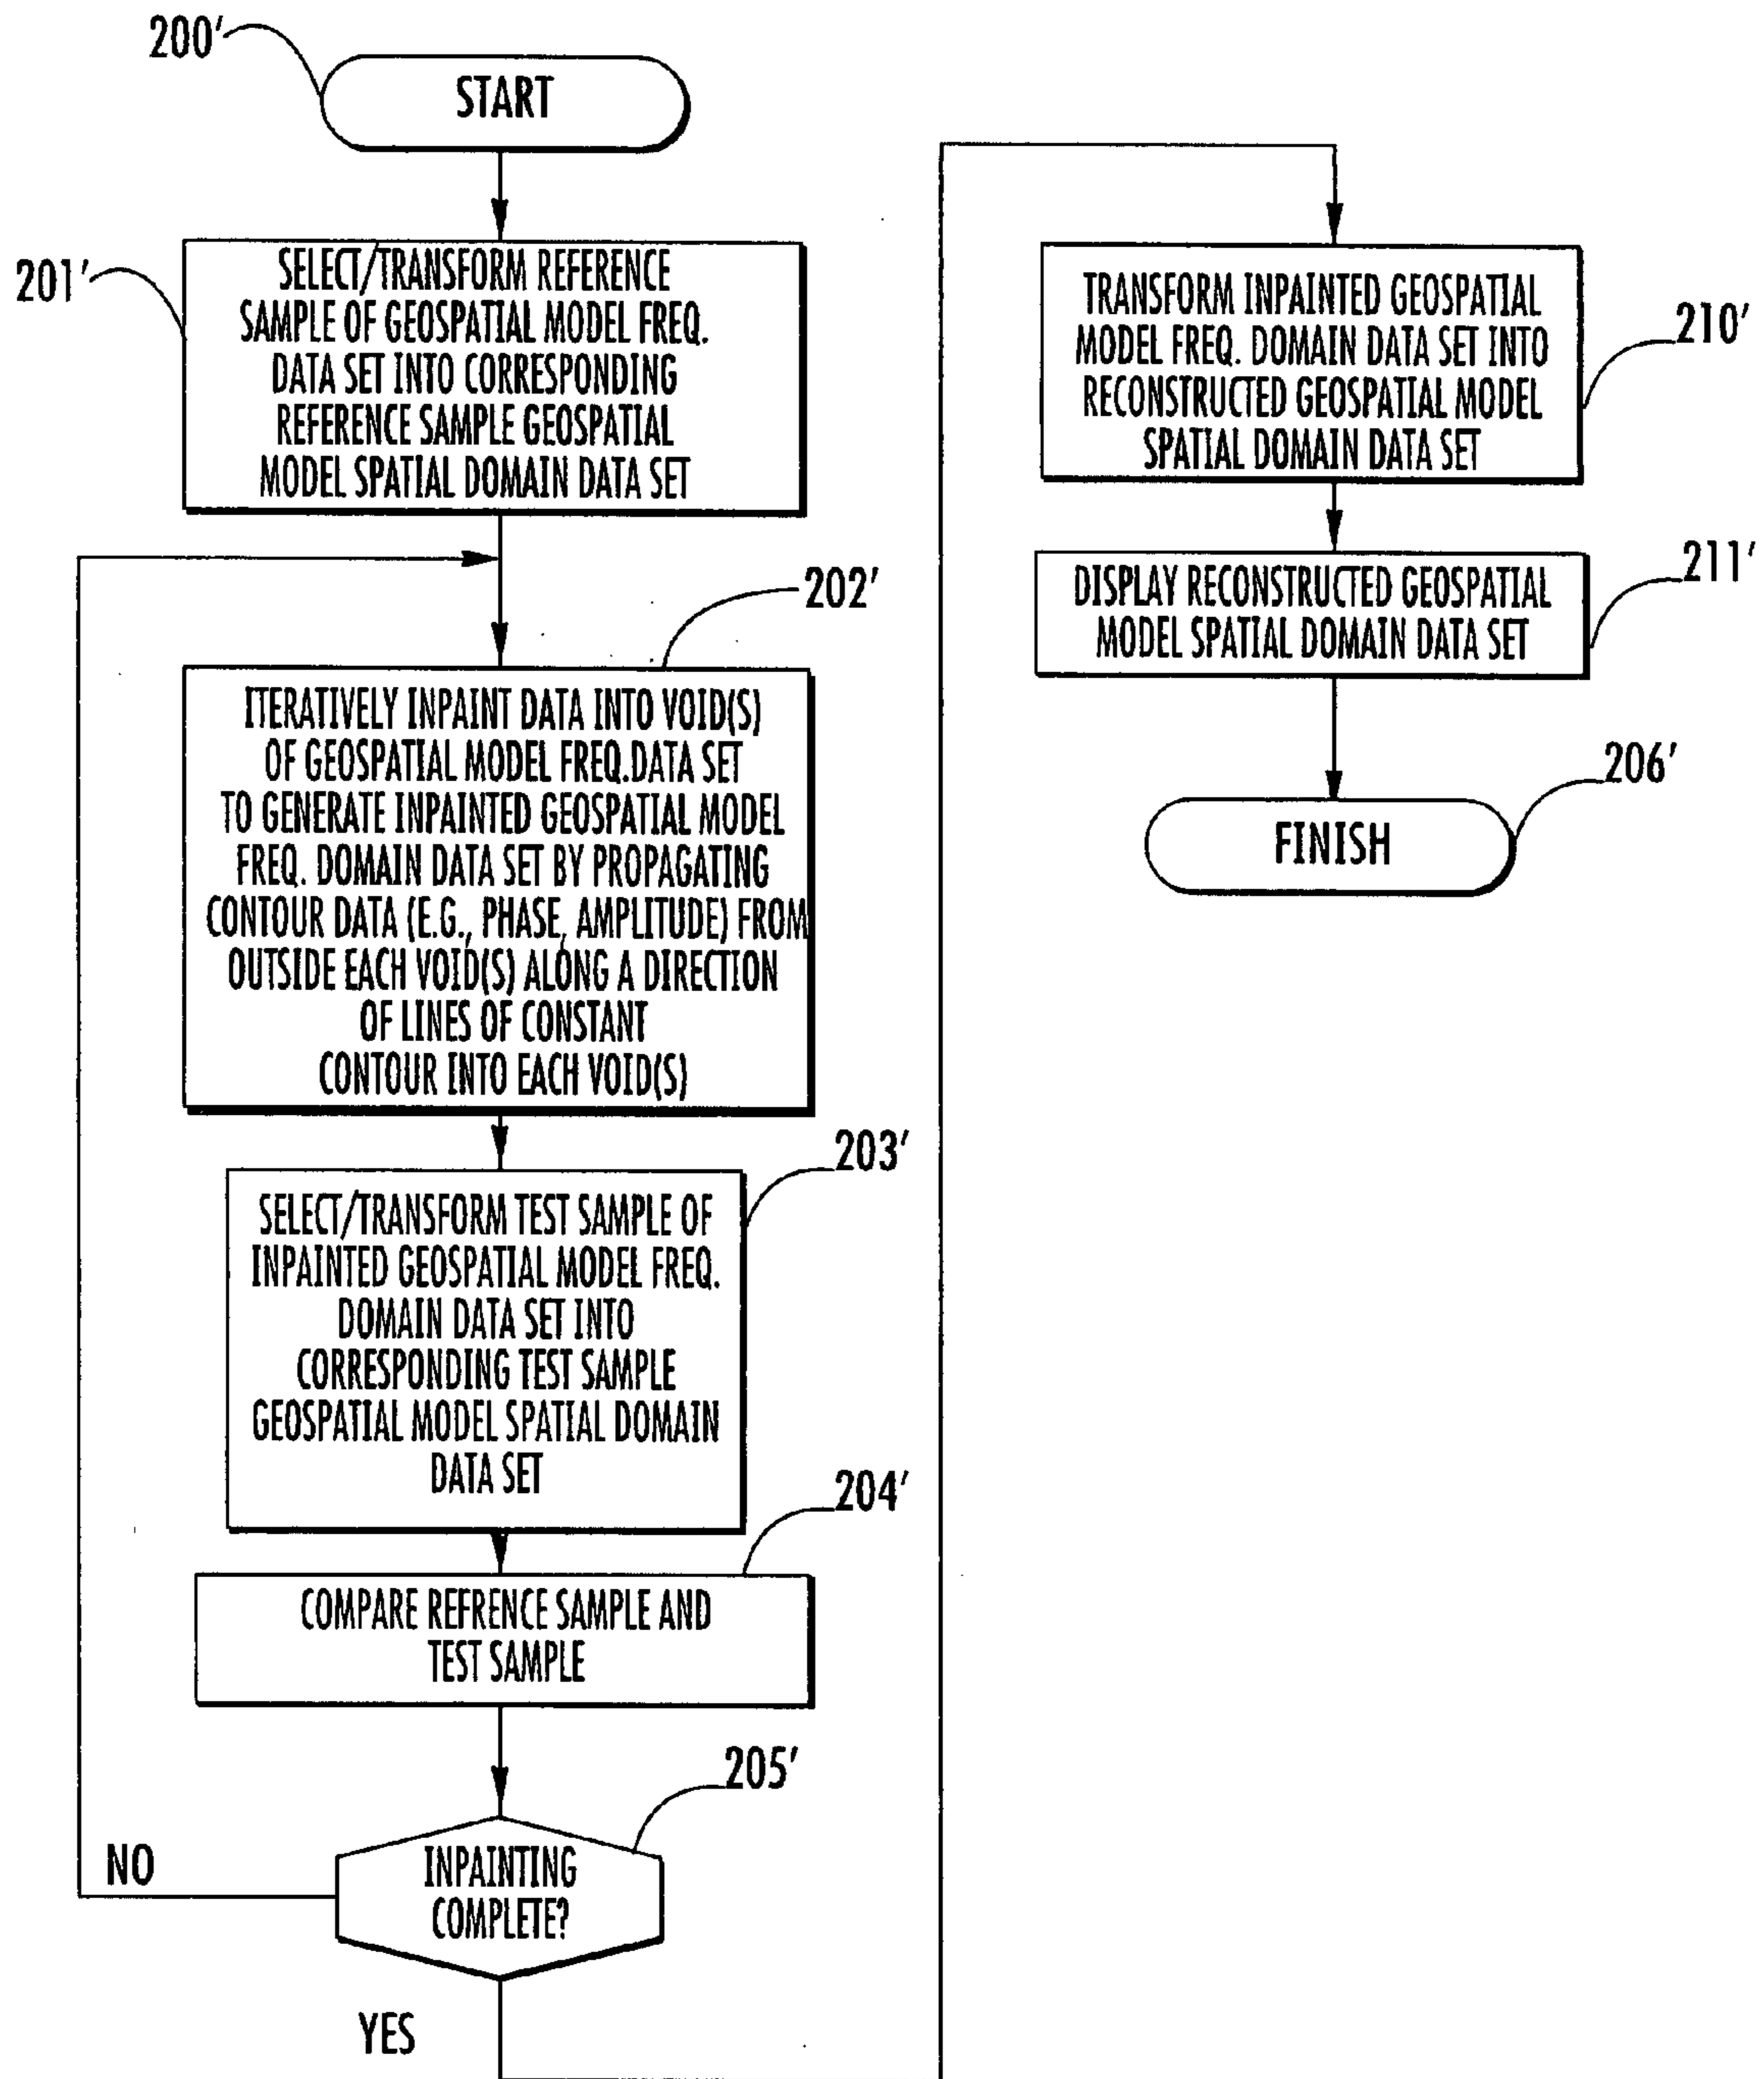 200'
START
201'
SELECT/TRANSFORM REFERENCE
SAMPLE OF GEOSPATIAL MODEL FREQ.
DATA SET INTO CORRESPONDING
REFERENCE SAMPLE GEOSPATIAL
MODEL SPATIAL DOMAIN DATA SET
202'
ITERATIVELY INPAINT DATA INTO VOID(S)
OF GEOSPATIAL MODEL FREQ.DATA SET
TO GENERATE INPAINTED GEOSPATIAL MODEL
FREQ. DOMAIN DATA SET BY PROPAGATING
CONTOUR DATA (E.G., PHASE, AMPLITUDE) FROM
OUTSIDE EACH VOID(S) ALONG A DIRECTION
OF LINES OF CONSTANT
CONTOUR INTO EACH VOID(S)
203'
SELECT/TRANSFORM TEST SAMPLE OF
INPAINTED GEOSPATIAL MODEL FREQ.
DOMAIN DATA SET INTO
CORRESPONDING TEST SAMPLE
GEOSPATIAL MODEL SPATIAL DOMAIN
DATA SET
204'
COMPARE REFRENCE SAMPLE AND
TEST SAMPLE
205'
INPAINTING
COMPLETE?
NO
YES
TRANSFORM INPAINTED GEOSPATIAL
MODEL FREQ. DOMAIN DATA SET INTO
RECONSTRUCTED GEOSPATIAL MODEL
SPATIAL DOMAIN DATA SET
210'
DISPLAY RECONSTRUCTED GEOSPATIAL
MODEL SPATIAL DOMAIN DATA SET
211'
FINISH
206'